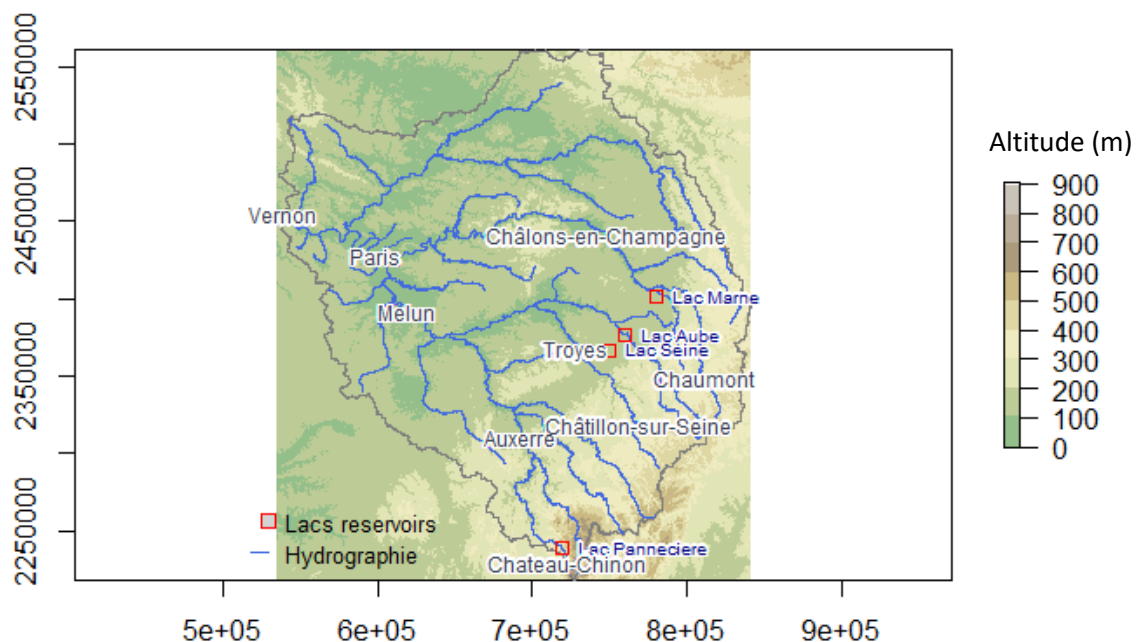 2550000
2450000
2350000
2250000
Vernon
Paris
Châlons-en-Champagne
Melun
Lac Marne
Lac Aube
Troyes
Lac Seine
Chaumont
Châtillon-sur-Seine
Auxerre
Lacs reservoirs
Hydrographie
Lac Panneciere
Chateau-Chinon
5e+05
6e+05
7e+05
8e+05
9e+05
Altitude (m)
900
800
700
600
500
400
300
200
100
0